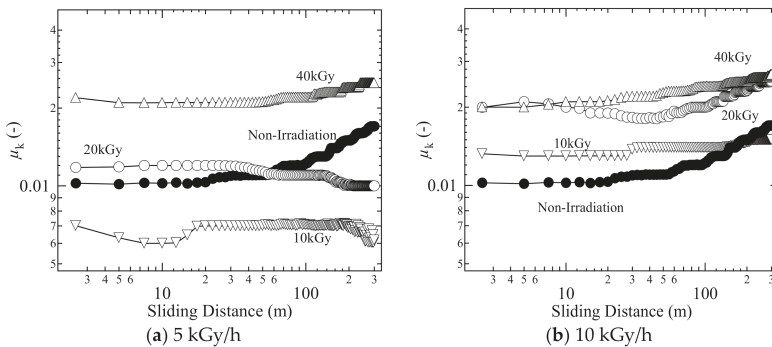 4
3
2
0.01
9
8
7
6
5
μk (-)
40kGy
Non-Irradiation
20kGy
10kGy
3 4 5 6 10 2 3 4 5 6 100 2 3
Sliding Distance (m)
(a) 5 kGy/h
4
3
2
0.01
9
8
7
6
5
μk (-)
40kGy
20kGy
10kGy
Non-Irradiation
3 4 5 6 10 2 3 4 5 6 100 2 3
Sliding Distance (m)
(b) 10 kGy/h